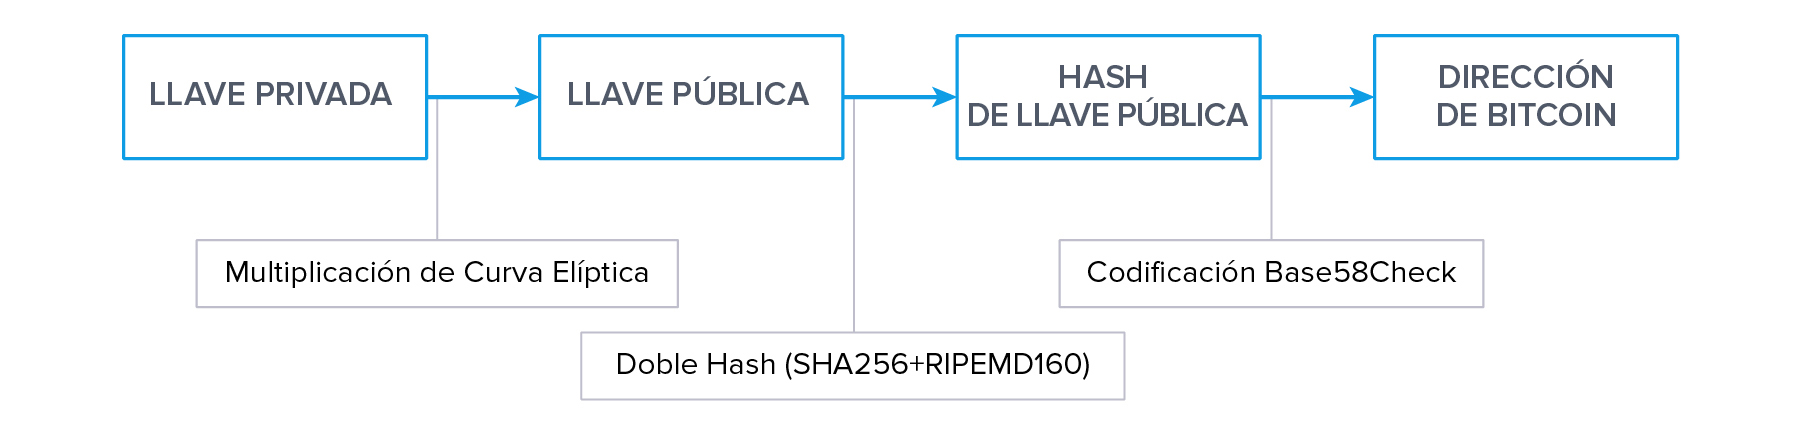 LLAVE PRIVADA
LLAVE PÚBLICA
HASH
DE LLAVE PÚBLICA
DIRECCIÓN
DE BITCOIN
Multiplicación de Curva Elíptica
Codificación Base58Check
Doble Hash (SHA256+RIPEMD160)